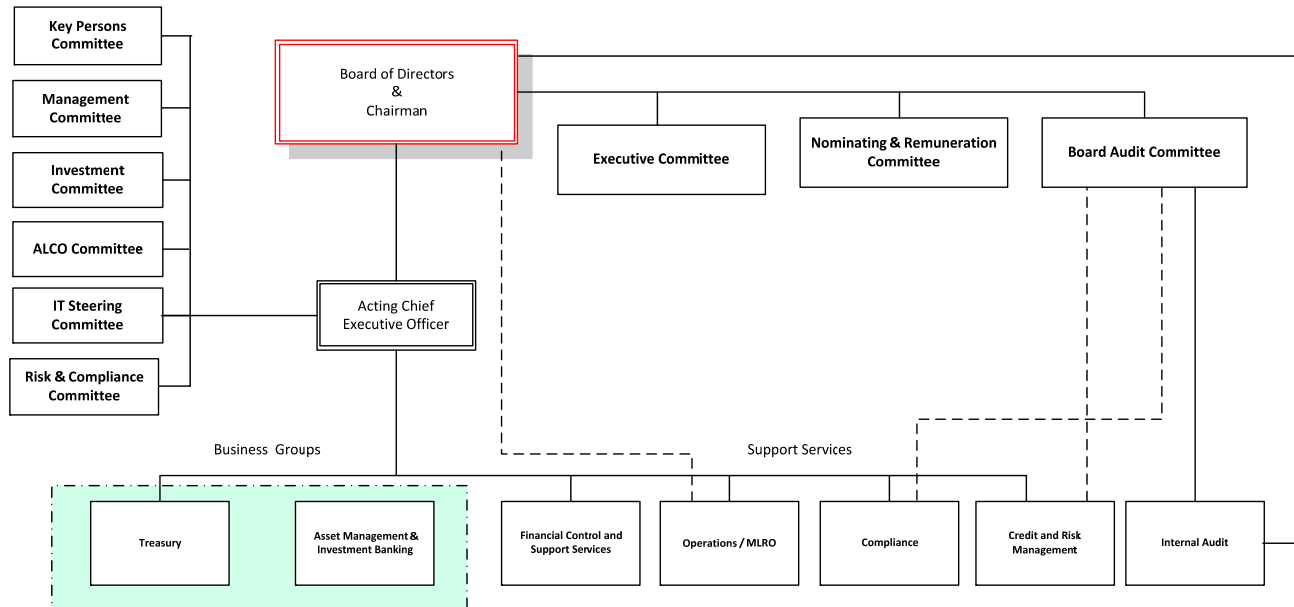 Key Persons
Committee
Management
Committee
Investment
Committee
ALCO Committee
IT Steering
Committee
Risk & Compliance
Committee
Board of Directors
&
Chairman
Executive Committee
Nominating & Remuneration
Committee
Board Audit Committee
Acting Chief
Executive Officer
Business Groups
Support Services
Treasury
Asset Management &
Investment Banking
Financial Control and
Support Services
Operations / MLRO
Compliance
Credit and Risk
Management
Internal Audit